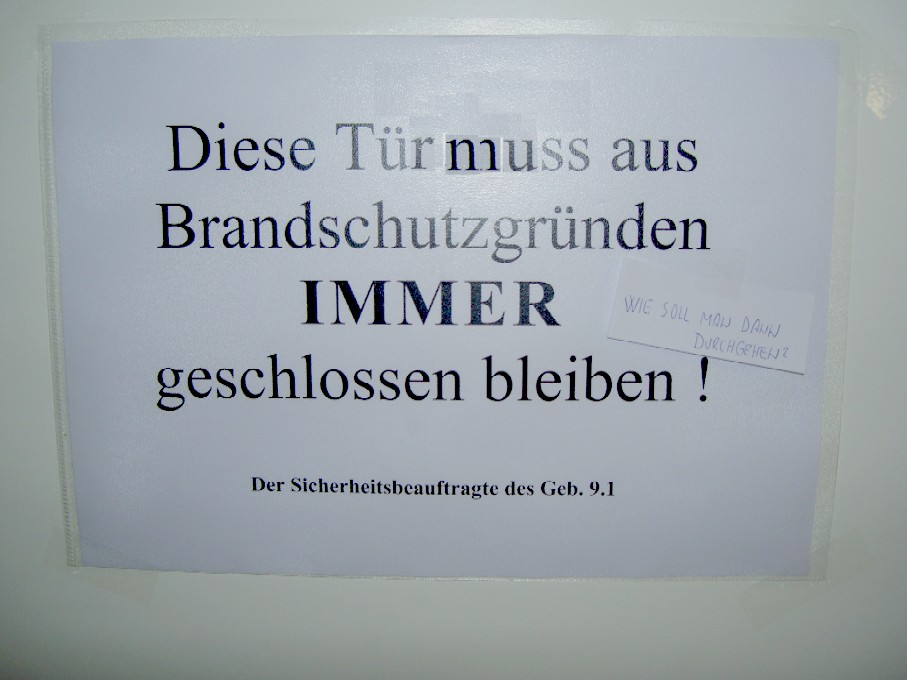 Diese Tür muss aus
Brandschutzgründen
IMMER
geschlossen bleiben !
WIE SOLL MAN DANN
DURCHGEHEN?
Der Sicherheitsbeauftragte des Geb. 9.1